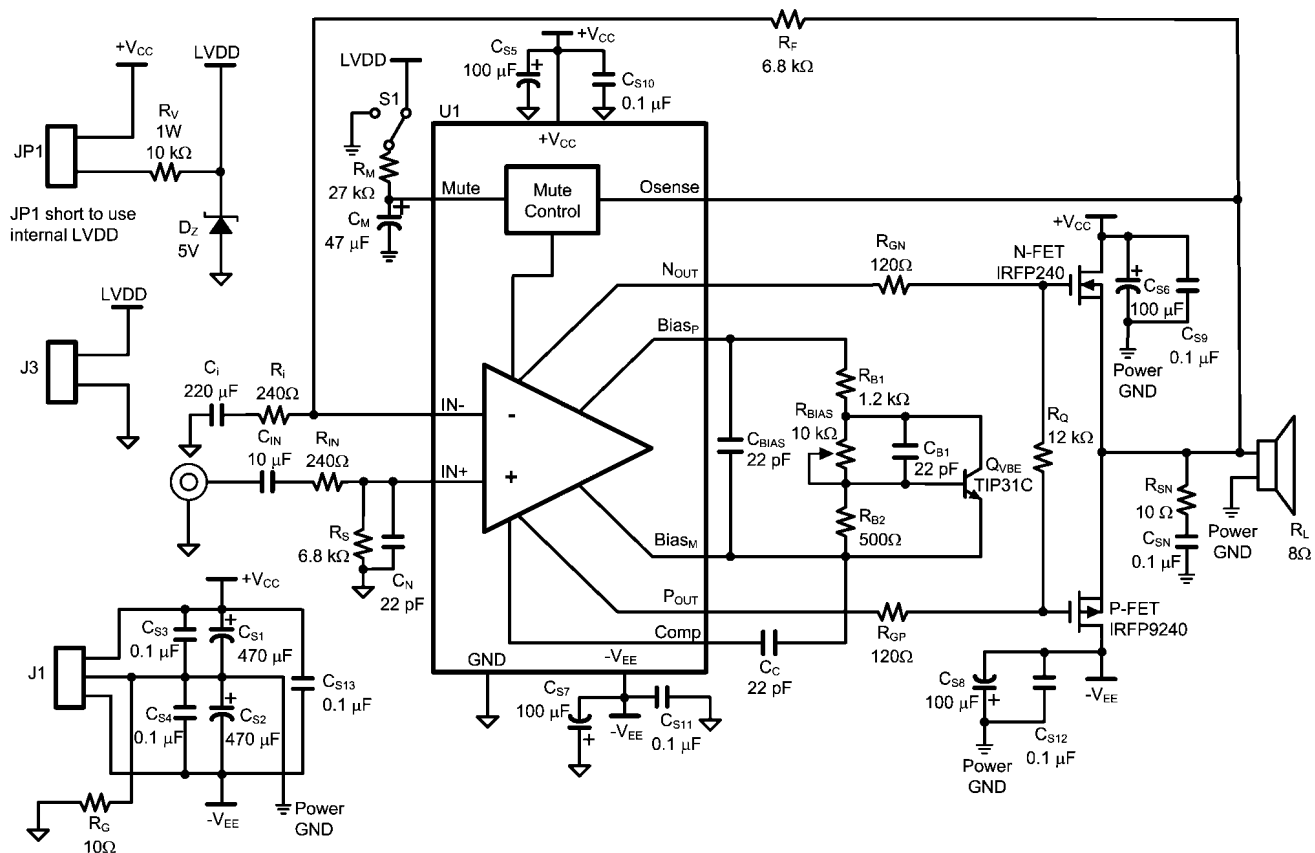 +VCC
LVDD
RV
1W
10 kΩ
JP1
JP1 short to use
internal LVDD
DZ
5V
LVDD
J3
LVDD
S1
RM
27 kΩ
CM
47 μF
+
CS5
100 μF
+
+VCC
CS10
0.1 μF
RF
6.8 kΩ
U1
+VCC
Mute
Mute
Control
Osense
NOUT
BiasP
IN-
-
IN+
+
BiasM
POUT
Comp
GND
-VEE
Ci
220 μF
Ri
240Ω
CIN
10 μF
RIN
240Ω
RS
6.8 kΩ
CN
22 pF
RGN
120Ω
N-FET
IRFP240
+VCC
+
CS6
100 μF
CS9
0.1 μF
Power
GND
RB1
1.2 kΩ
RBIAS
10 kΩ
CBIAS
22 pF
CB1
22 pF
QVBE
TIP31C
RB2
500Ω
RQ
12 kΩ
RSN
10 Ω
CSN
0.1 μF
Power
GND
RL
8Ω
RGP
120Ω
P-FET
IRFP9240
CC
22 pF
CS7
100 μF
+
-VEE
CS11
0.1 μF
CS8
100 μF
+
-VEE
CS12
0.1 μF
Power
GND
+VCC
J1
CS3
0.1 μF
+
CS1
470 μF
CS4
0.1 μF
+
CS2
470 μF
CS13
0.1 μF
-VEE
Power
GND
RG
10Ω